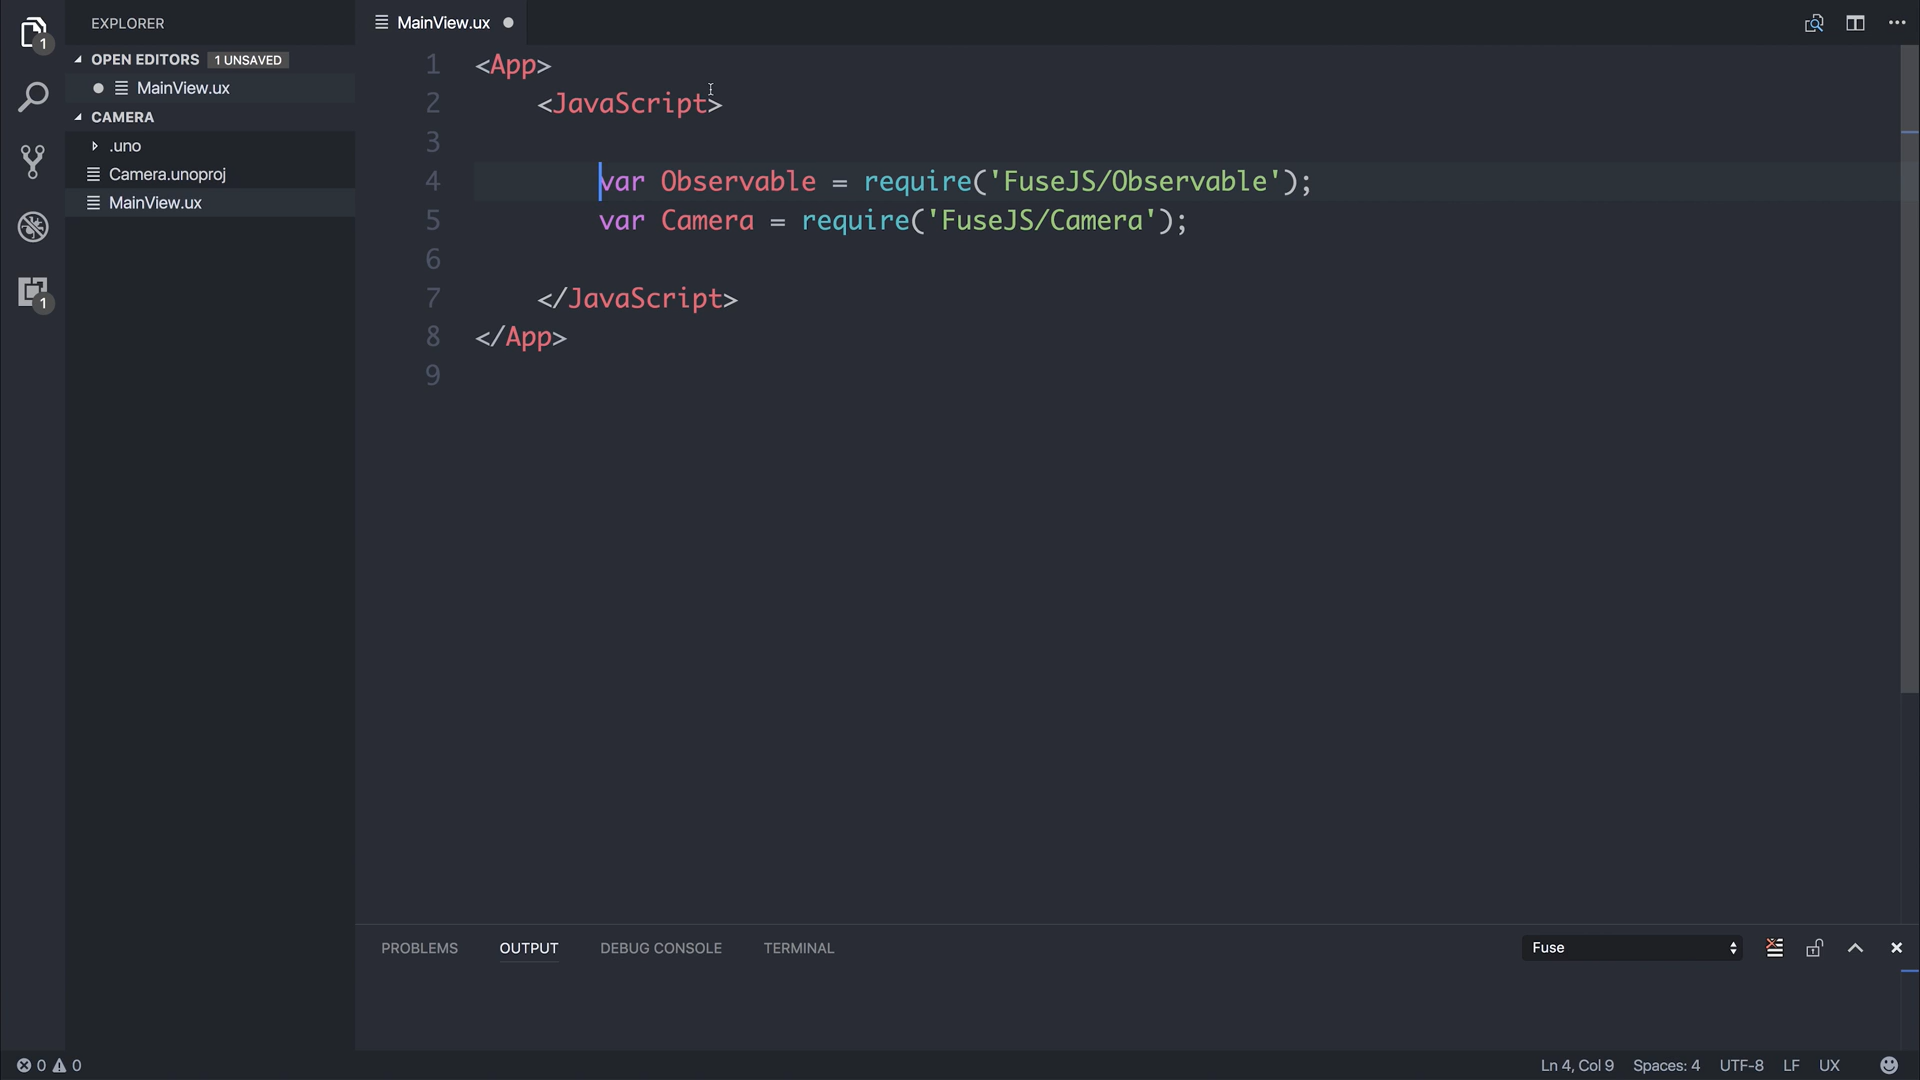 EXPLORER
OPEN EDITORS 1 UNSAVED
MainView.ux
CAMERA
.uno
Camera.unoproj
MainView.ux
1
1
MainView.ux
1 <App>
2 <JavaScript>
3
4 var Observable = require('FuseJS/Observable');
5 var Camera = require('FuseJS/Camera');
6
7 </JavaScript>
8 </App>
9
PROBLEMS OUTPUT DEBUG CONSOLE TERMINAL Fuse
0 0 Ln 4, Col 9 Spaces: 4 UTF-8 LF UX